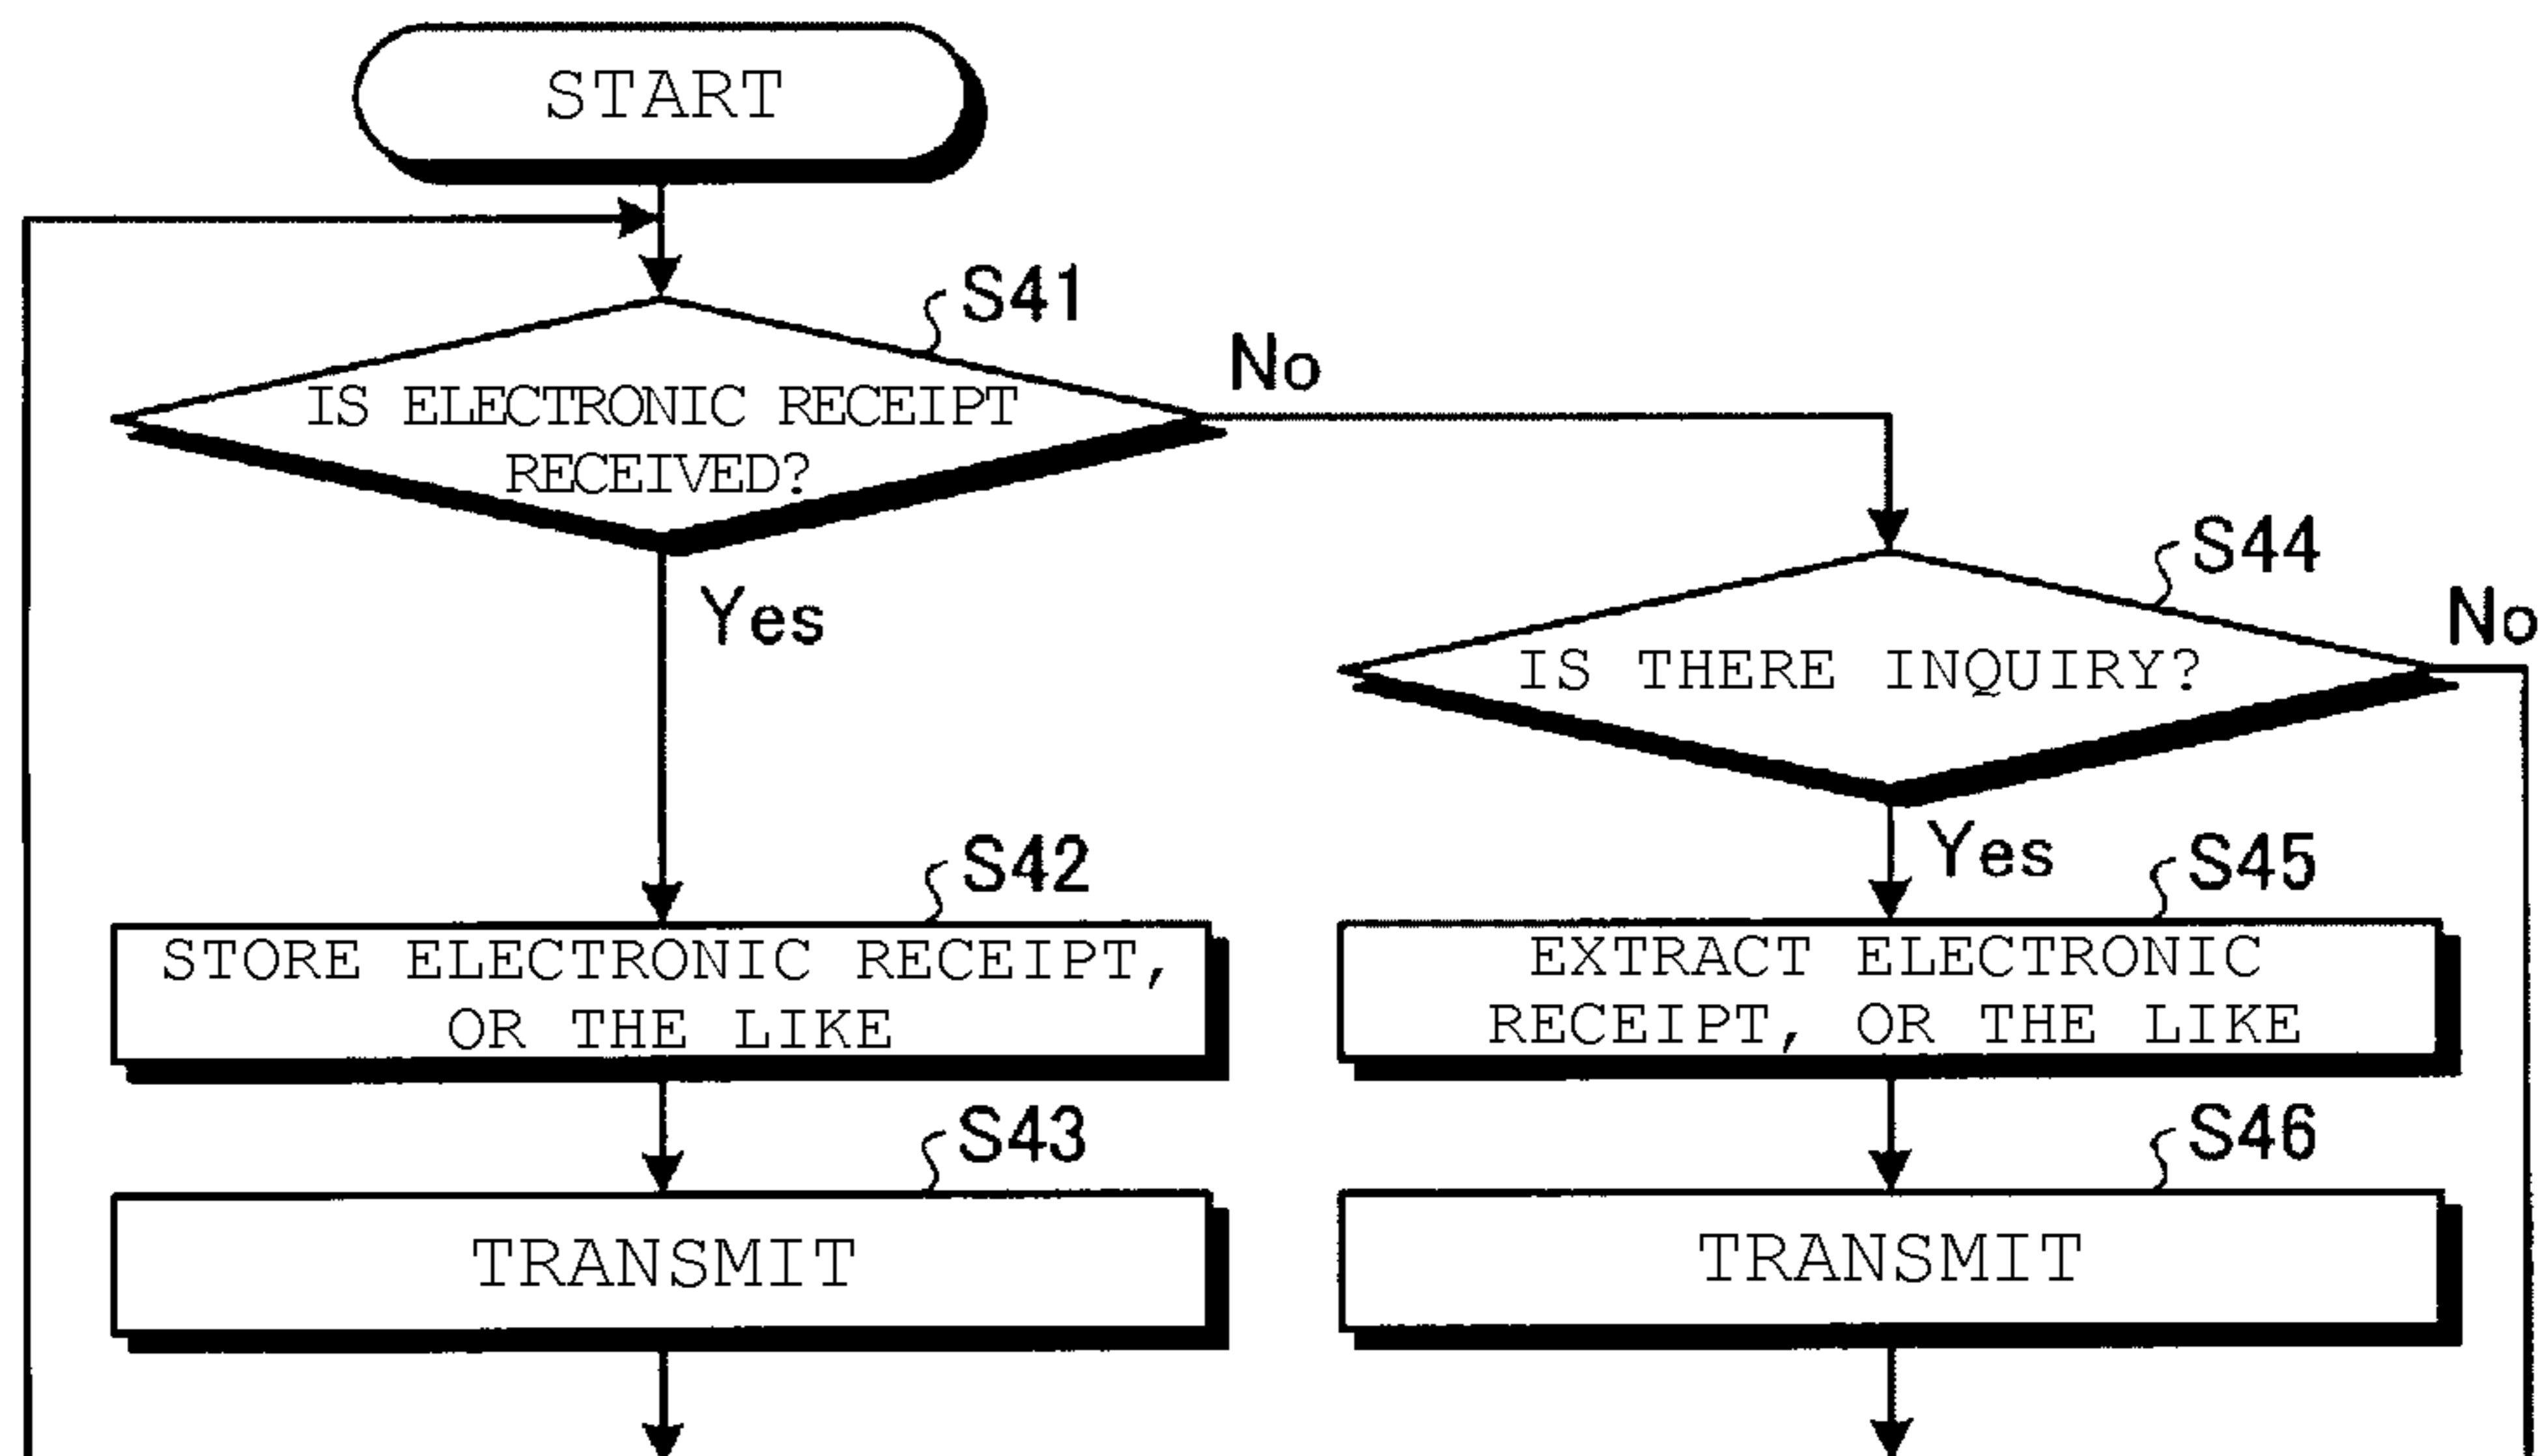 START
S41
No
IS ELECTRONIC RECEIPT
RECEIVED?
Yes
S44
No
IS THERE INQUIRY?
Yes
S42
STORE ELECTRONIC RECEIPT,
OR THE LIKE
S45
EXTRACT ELECTRONIC
RECEIPT, OR THE LIKE
S43
TRANSMIT
S46
TRANSMIT